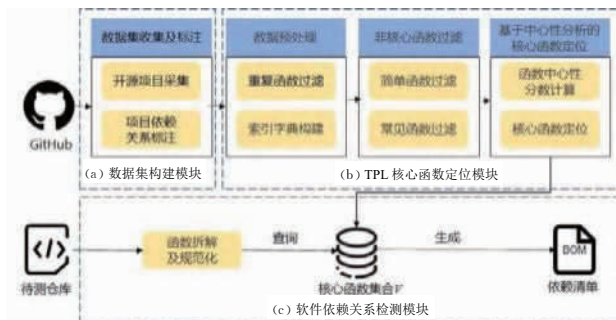 数据集收集及标注
数据预处理
非核心函数过滤
基于中心性分析的
核心函数定位
开源项目采集
重复函数过滤
简单函数过滤
函数中心性
分数计算
项目依赖
关系标注
索引字典构建
常见函数过滤
核心函数定位
GitHub
(a) 数据集构建模块
(b) TPL 核心函数定位模块
函数拆解
及规范化
查询
生成
BOM
待测仓库
核心函数集合V
依赖清单
(c) 软件依赖关系检测模块